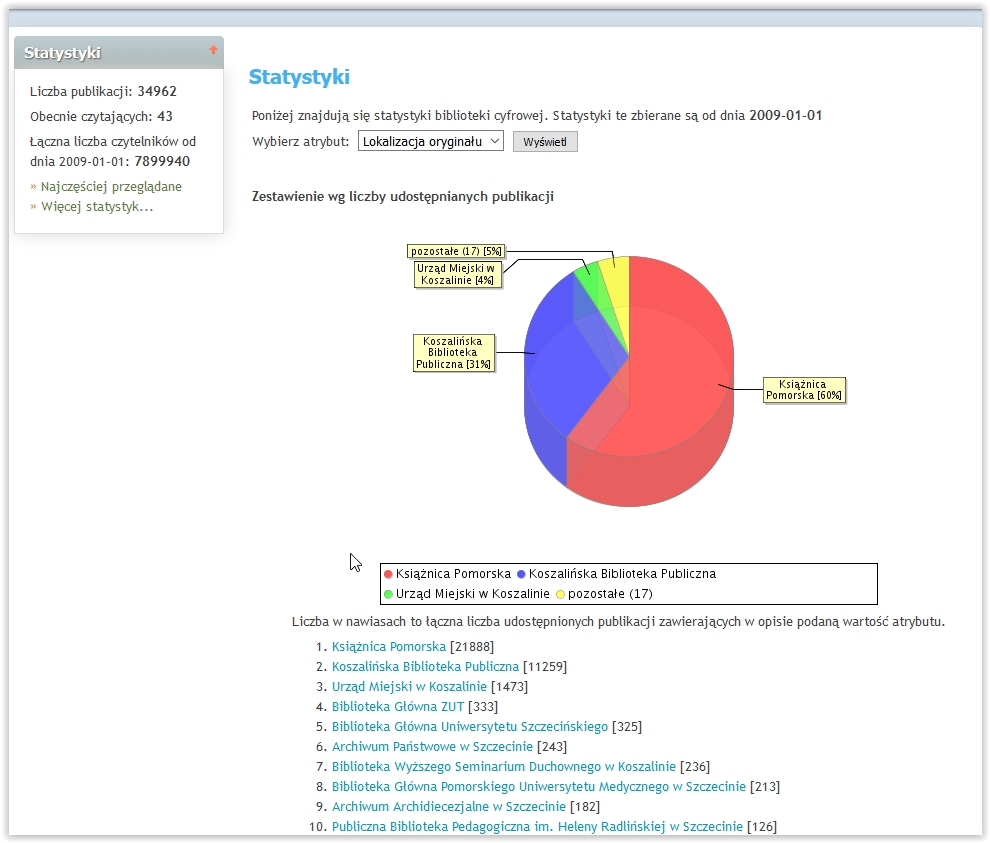 Statystyki
Liczba publikacji: 34962
Obecnie czytających: 43
Łączna liczba czytelników od
dnia 2009-01-01: 7899940
» Najczęściej przeglądane
» Więcej statystyk...
Statystyki
Poniżej znajdują się statystyki biblioteki cyfrowej. Statystyki te zbierane są od dnia 2009-01-01
Wybierz atrybut: Lokalizacja oryginału Wyświetl
Zestawienie wg liczby udostępnianych publikacji
pozostałe (17) [5%]
Urząd Miejski w
Koszalinie [4%]
Koszalińska
Biblioteka
Publiczna [31%]
Książnica
Pomorska [60%]
Książnica Pomorska Koszalińska Biblioteka Publiczna
Urząd Miejski w Koszalinie pozostałe (17)
Liczba w nawiasach to łączna liczba udostępnionych publikacji zawierających w opisie podaną wartość atrybutu.
1. Książnica Pomorska [21888]
2. Koszalińska Biblioteka Publiczna [11259]
3. Urząd Miejski w Koszalinie [1473]
4. Biblioteka Główna ZUT [333]
5. Biblioteka Główna Uniwersytetu Szczecińskiego [325]
6. Archiwum Państwowe w Szczecinie [243]
7. Biblioteka Wyższego Seminarium Duchownego w Koszalinie [236]
8. Biblioteka Główna Pomorskiego Uniwersytetu Medycznego w Szczecinie [213]
9. Archiwum Archidiecezjalne w Szczecinie [182]
10. Publiczna Biblioteka Pedagogiczna im. Heleny Radlińskiej w Szczecinie [126]